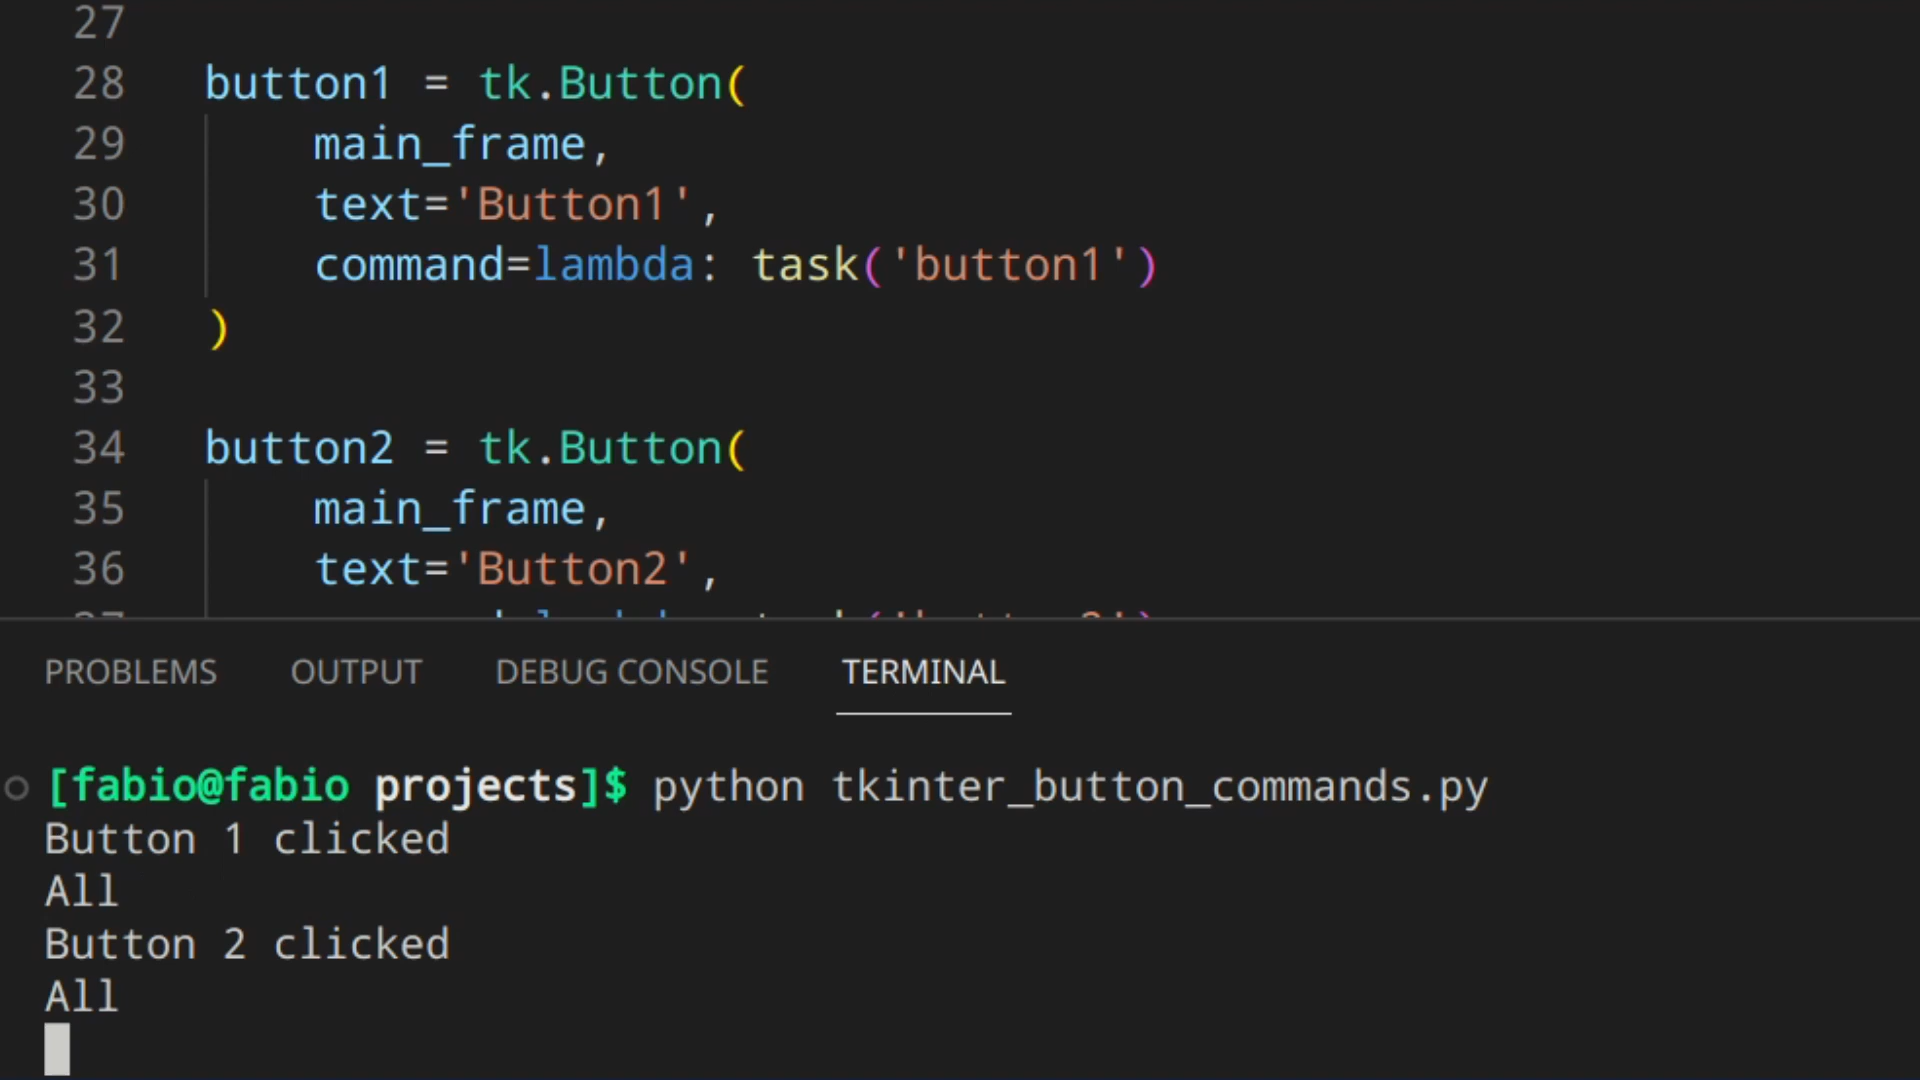 27
28 button1 = tk.Button(
29 main_frame,
30 text='Button1',
31 command=lambda: task('button1')
32 )
33
34 button2 = tk.Button(
35 main_frame,
36 text='Button2',
PROBLEMS OUTPUT DEBUG CONSOLE TERMINAL
[fabio@fabio projects]$ python tkinter_button_commands.py
Button 1 clicked
All
Button 2 clicked
All